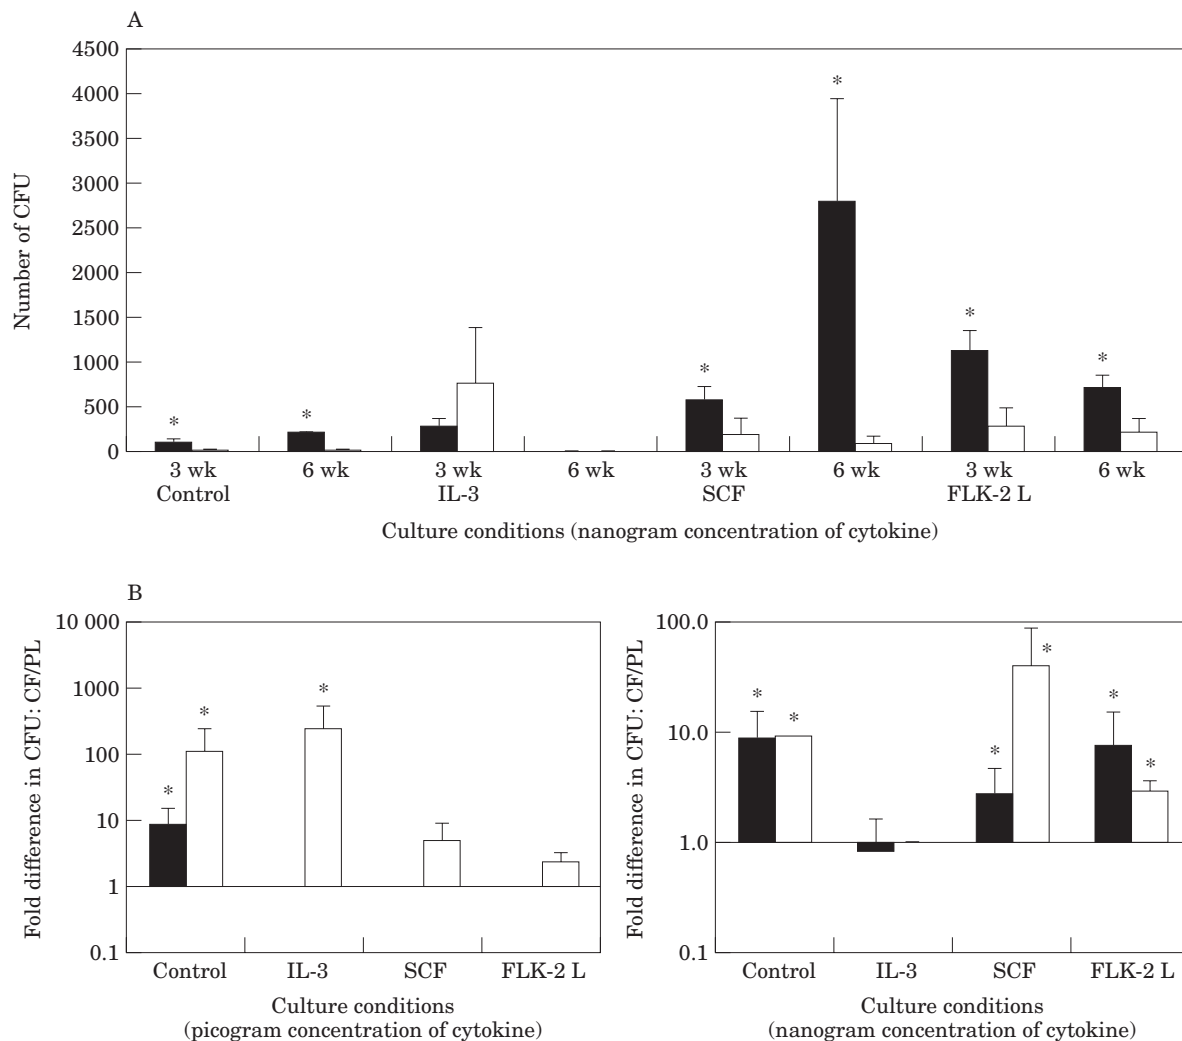 A
4500
4000
3500
3000
2500
2000
1500
1000
500
0
Number of CFU
* * * * * *
3 wk 6 wk 3 wk 6 wk 3 wk 6 wk 3 wk 6 wk
Control IL-3 SCF FLK-2 L
Culture conditions (nanogram concentration of cytokine)
B
10 000
1000
100
10
1
0.1
Fold difference in CFU: CF/PL
* * *
Control IL-3 SCF FLK-2 L
Culture conditions
(picogram concentration of cytokine)
100.0
10.0
1.0
0.1
Fold difference in CFU: CF/PL
* * * * * *
Control IL-3 SCF FLK-2 L
Culture conditions
(nanogram concentration of cytokine)